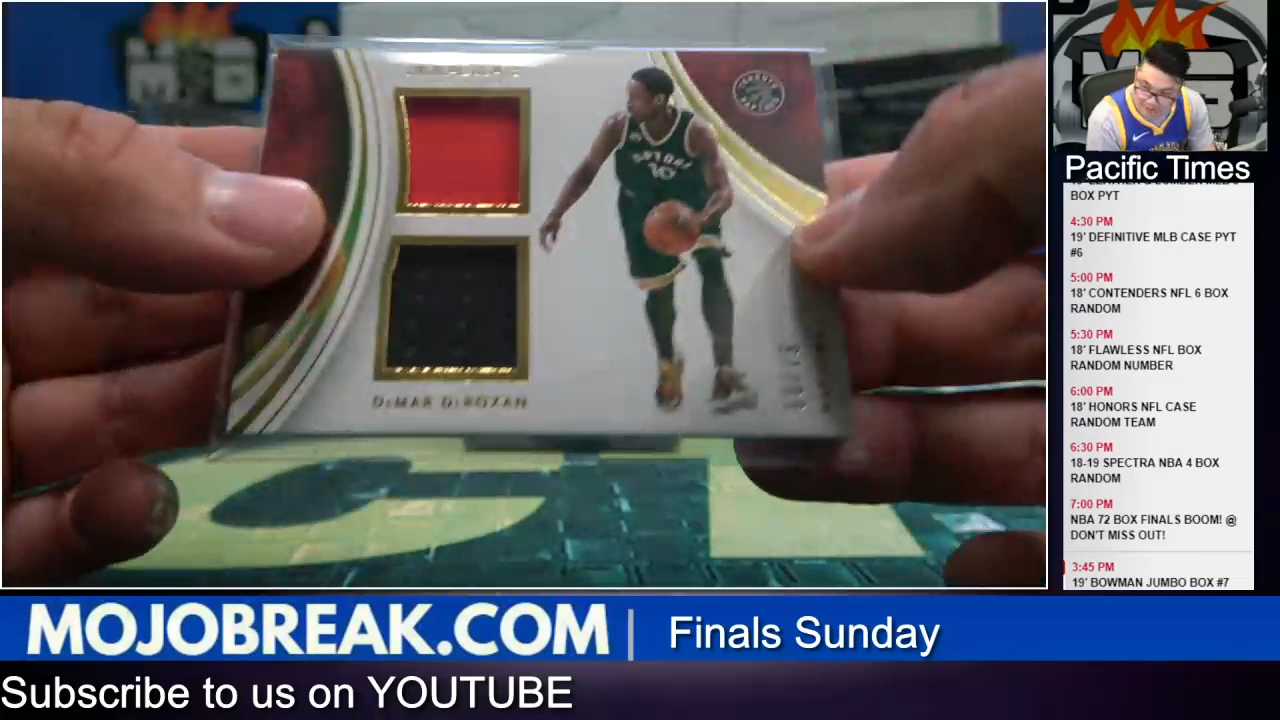 TORONTO
10
DeMAR DeROZAN
Pacific Times
BOX PYT
4:30 PM
19' DEFINITIVE MLB CASE PYT
#6
5:00 PM
18' CONTENDERS NFL 6 BOX
RANDOM
5:30 PM
18' FLAWLESS NFL BOX
RANDOM NUMBER
6:00 PM
18' HONORS NFL CASE
RANDOM TEAM
6:30 PM
18-19 SPECTRA NBA 4 BOX
RANDOM
7:00 PM
NBA 72 BOX FINALS BOOM! @
DON'T MISS OUT!
3:45 PM
19' BOWMAN JUMBO BOX #7
MOJOBREAK.COM | Finals Sunday
Subscribe to us on YOUTUBE